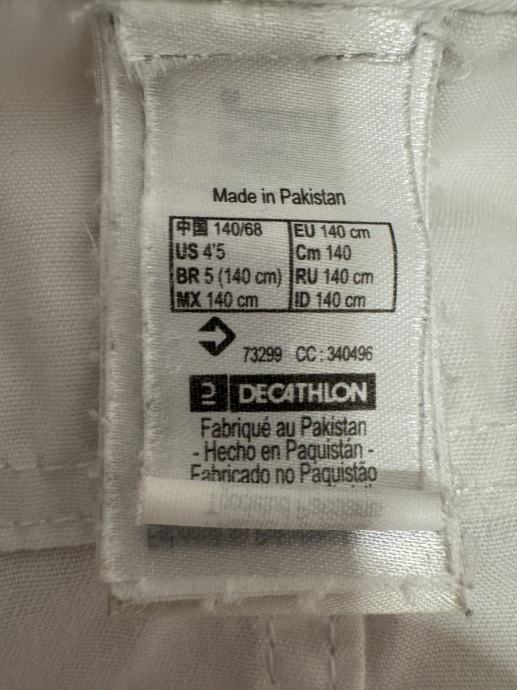 Made in Pakistan
中国 140/68 EU 140 cm
US 4'5 Cm 140
BR 5 (140 cm) RU 140 cm
MX 140 cm ID 140 cm
73299 CC : 340496
DECATHLON
Fabriqué au Pakistan
- Hecho en Paquistán -
Fabricado no Paquistão